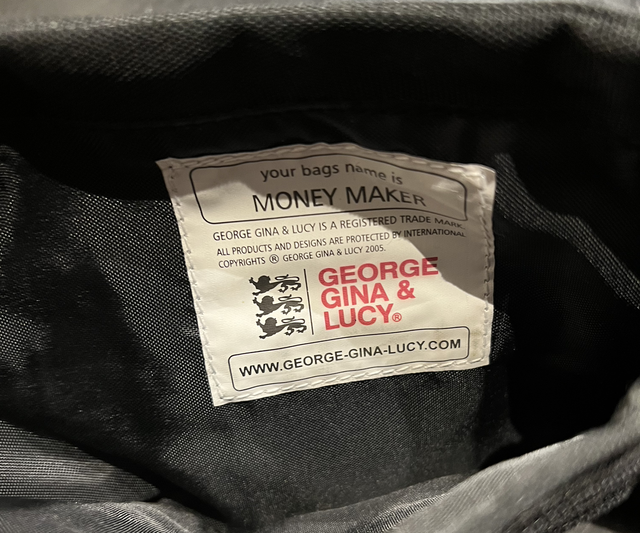 your bags name is
MONEY MAKER
GEORGE GINA & LUCY IS A REGISTERED TRADE MARK.
ALL PRODUCTS AND DESIGNS ARE PROTECTED BY INTERNATIONAL
COPYRIGHTS ® GEORGE GINA & LUCY 2005.
GEORGE
GINA &
LUCY®
WWW.GEORGE-GINA-LUCY.COM